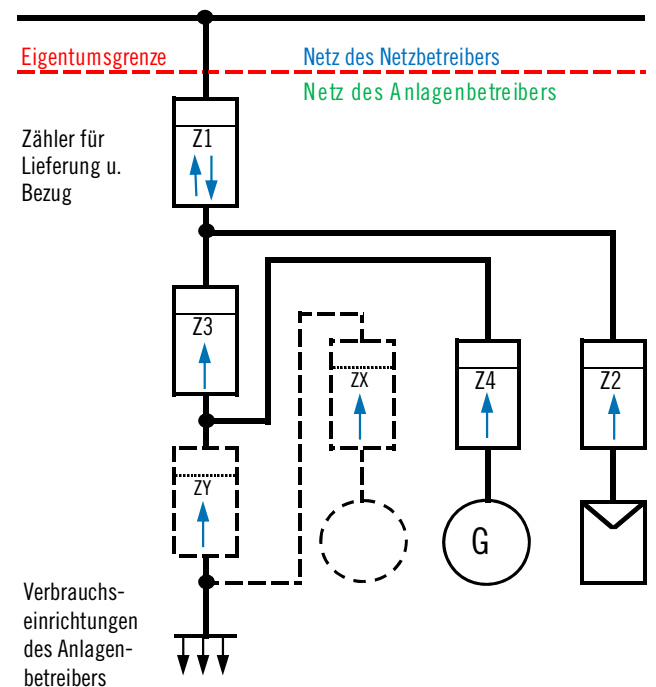 Eigentumsgrenze
Netz des Netzbetreibers
Netz des Anlagenbetreibers
Zähler für
Lieferung u.
Bezug
Z1
Z3
ZX
Z4
Z2
ZY
G
Verbrauchs-
einrichtungen
des Anlagen-
betreibers